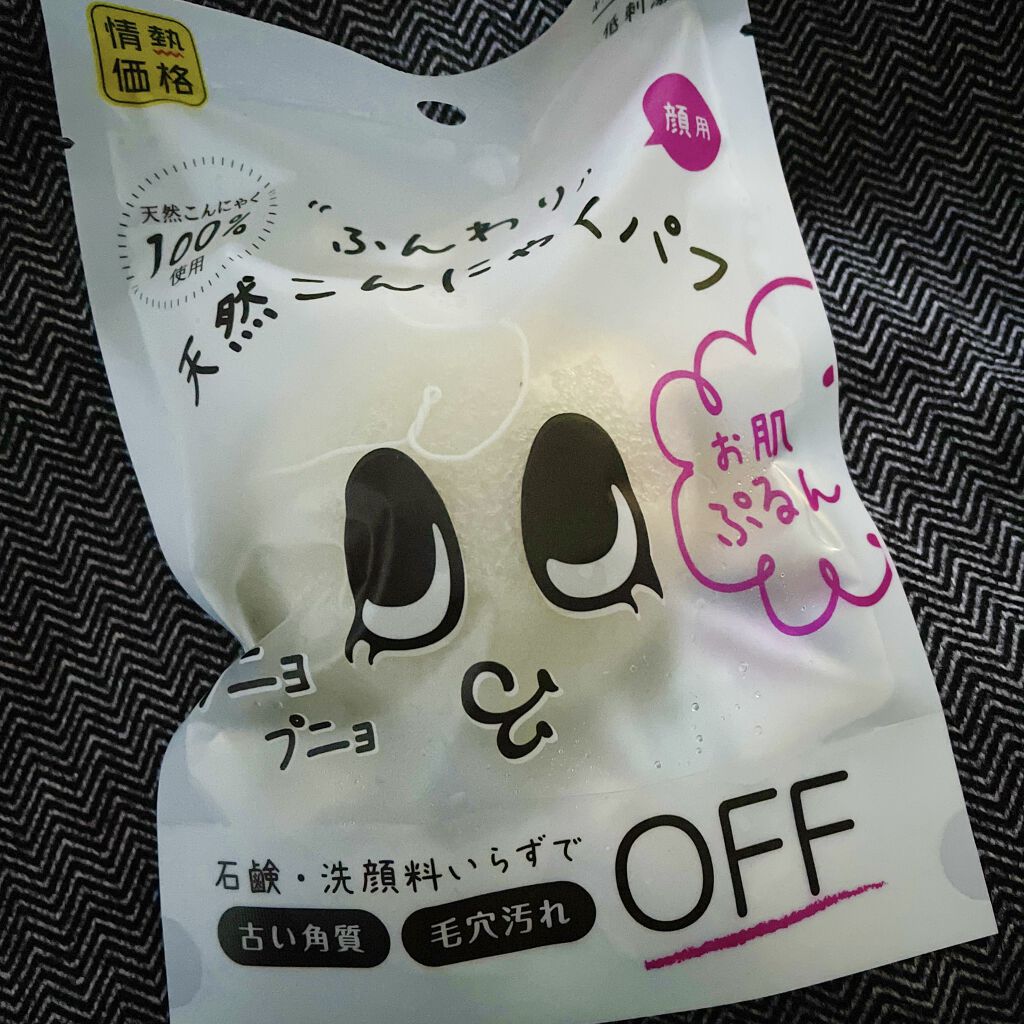 情熱
価格
低刺激
顔用
天然こんにゃく
100%
使用
"ふんわり"
天然こんにゃくパフ
お肌
ぷるん
ニョ
プニョ
石鹸・洗顔料いらずで
古い角質
毛穴汚れ
OFF